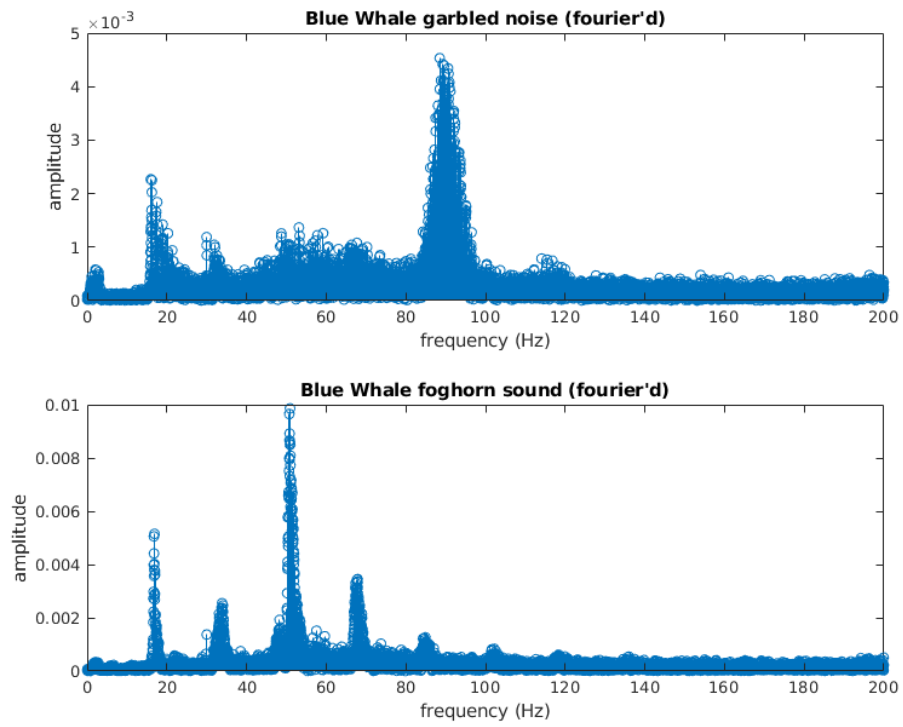 Blue Whale garbled noise (fourier'd)
×10⁻³
5
4
3
2
1
0
amplitude
0 20 40 60 80 100 120 140 160 180 200
frequency (Hz)
Blue Whale foghorn sound (fourier'd)
0.01
0.008
0.006
0.004
0.002
0
amplitude
0 20 40 60 80 100 120 140 160 180 200
frequency (Hz)